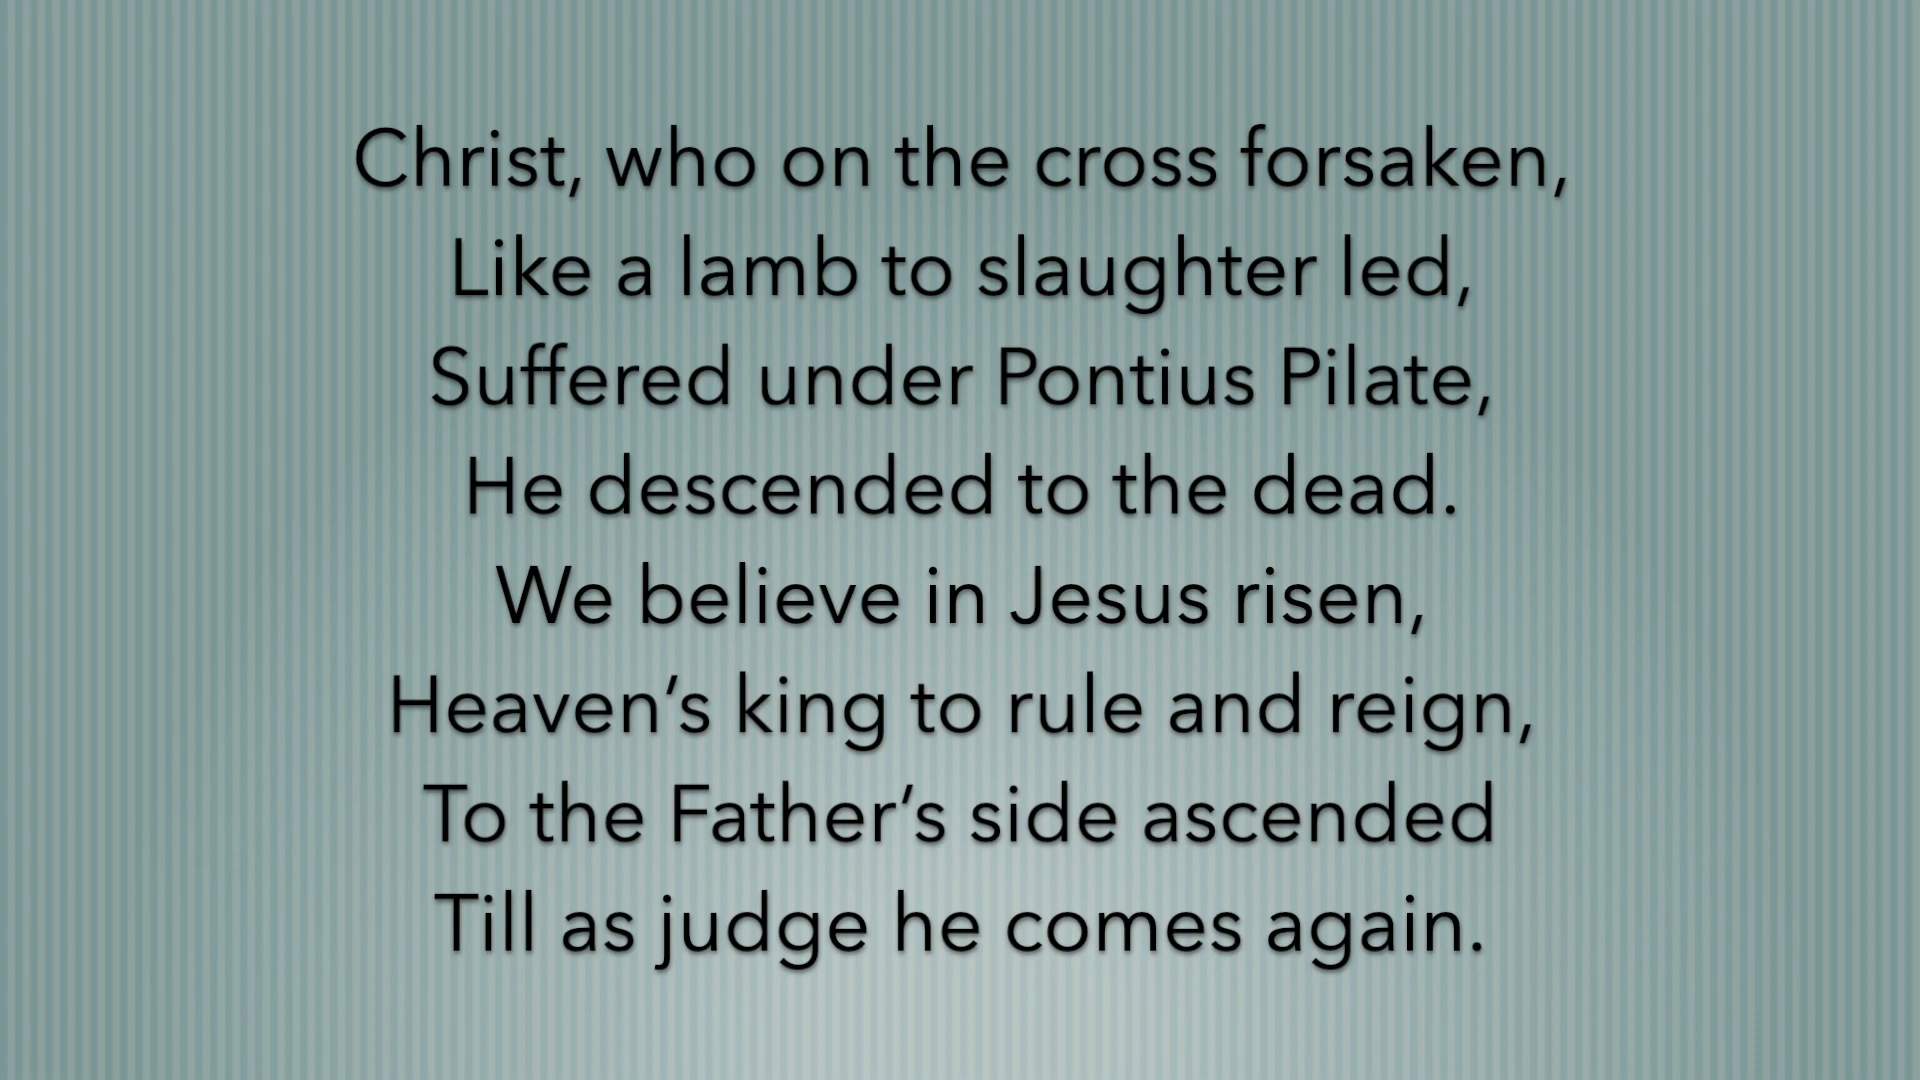 Christ, who on the cross forsaken,
Like a lamb to slaughter led,
Suffered under Pontius Pilate,
He descended to the dead.
We believe in Jesus risen,
Heaven’s king to rule and reign,
To the Father’s side ascended
Till as judge he comes again.